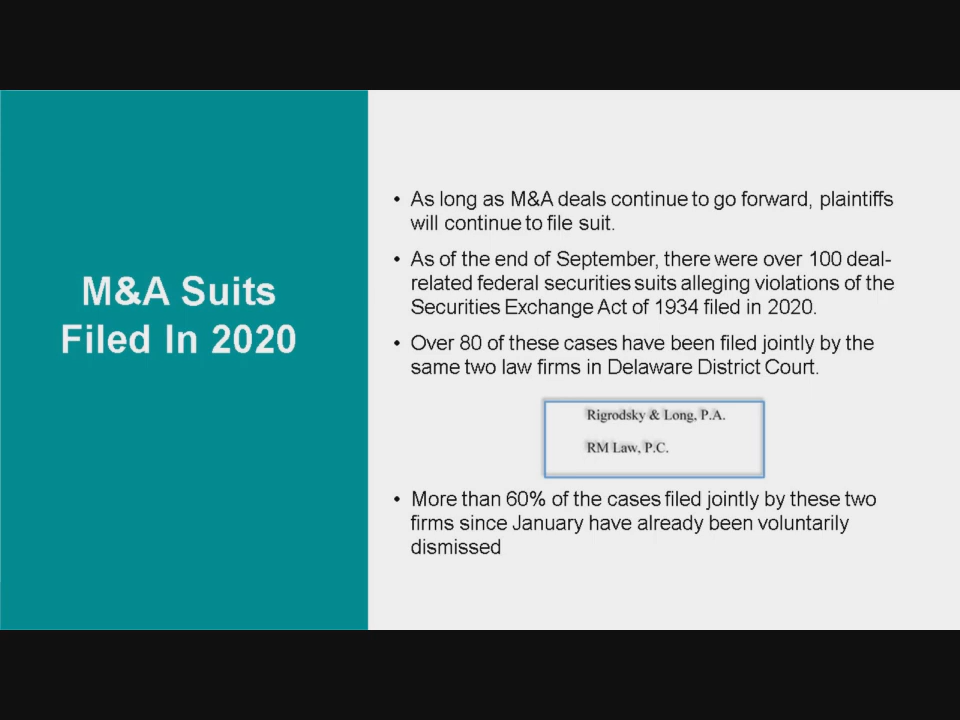 M&A Suits
Filed In 2020
• As long as M&A deals continue to go forward, plaintiffs
will continue to file suit.
• As of the end of September, there were over 100 deal-
related federal securities suits alleging violations of the
Securities Exchange Act of 1934 filed in 2020.
• Over 80 of these cases have been filed jointly by the
same two law firms in Delaware District Court.
Rigrodsky & Long, P.A.
RM Law, P.C.
• More than 60% of the cases filed jointly by these two
firms since January have already been voluntarily
dismissed